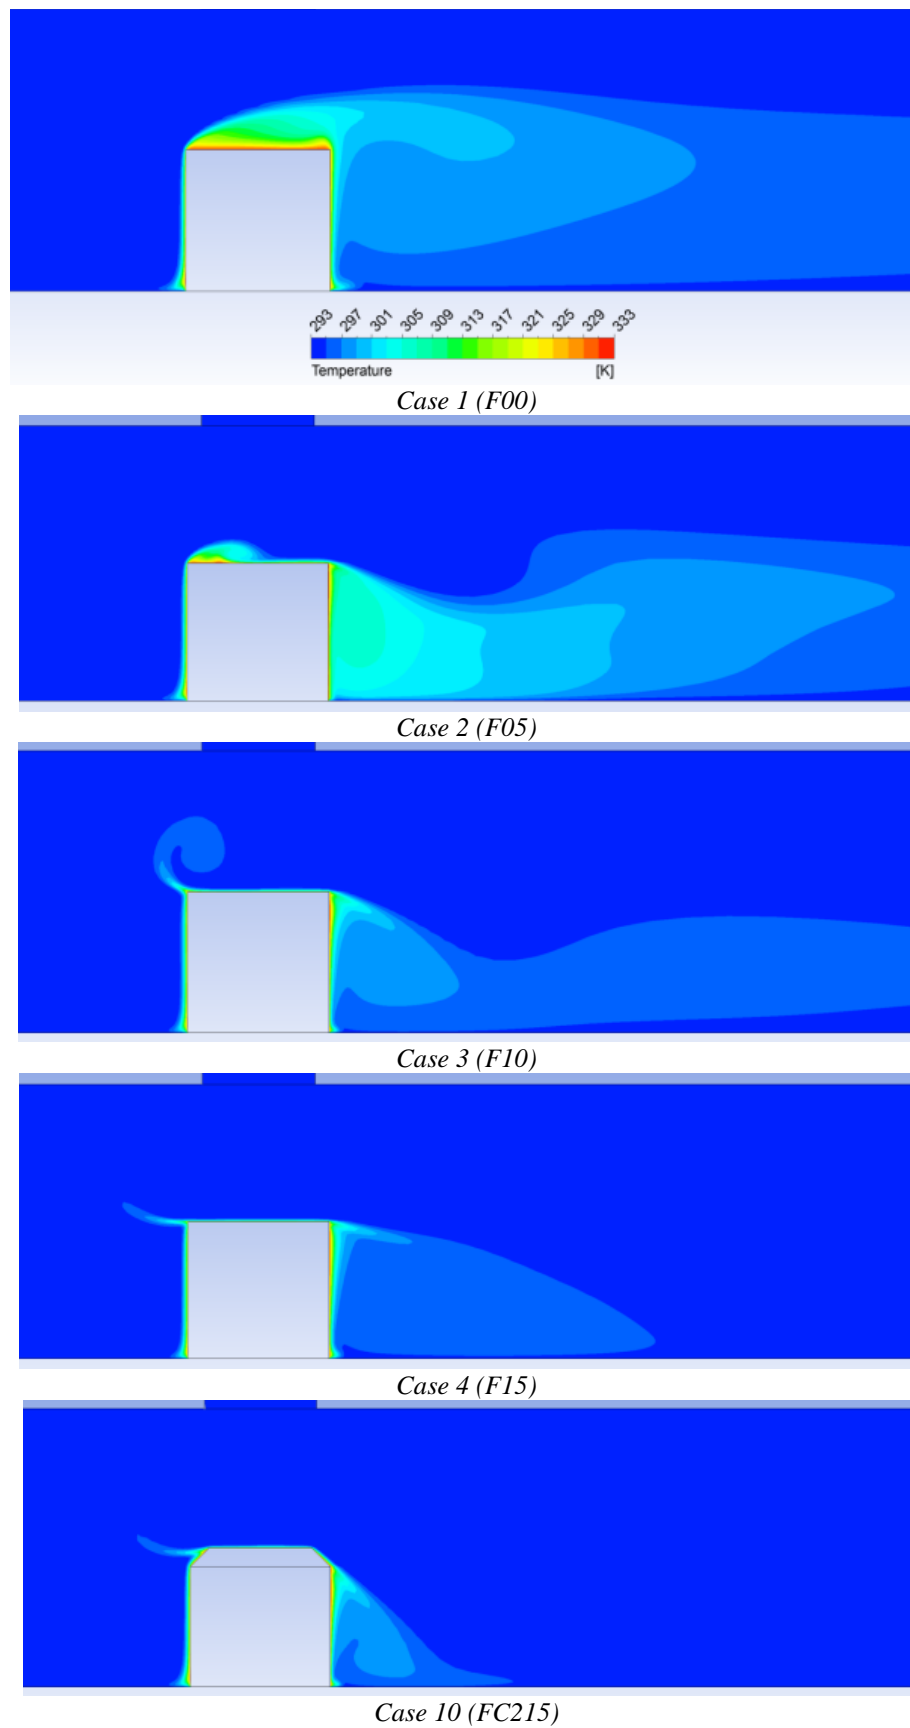 293 297 301 305 309 313 317 321 325 329 333
Temperature [K]
Case 1 (F00)
Case 2 (F05)
Case 3 (F10)
Case 4 (F15)
Case 10 (FC215)